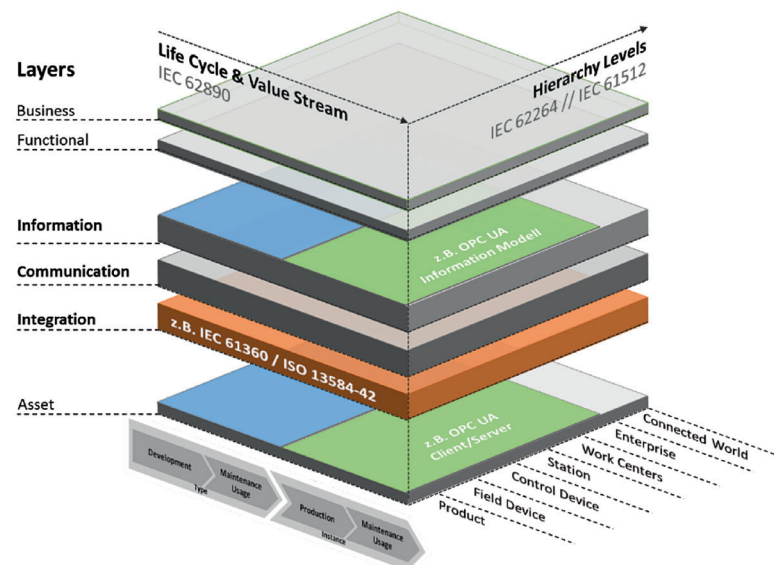 Life Cycle & Value Stream
IEC 62890
Hierarchy Levels
IEC 62264 // IEC 61512
Layers
Business
Functional
Information
z.B. OPC UA
Information Modell
Communication
Integration
z.B. IEC 61360 / ISO 13584-42
Asset
z.B. OPC UA
Client/Server
Connected World
Enterprise
Work Centers
Station
Control Device
Field Device
Product
Development
Maintenance
Usage
Type
Production
Maintenance
Usage
Instance